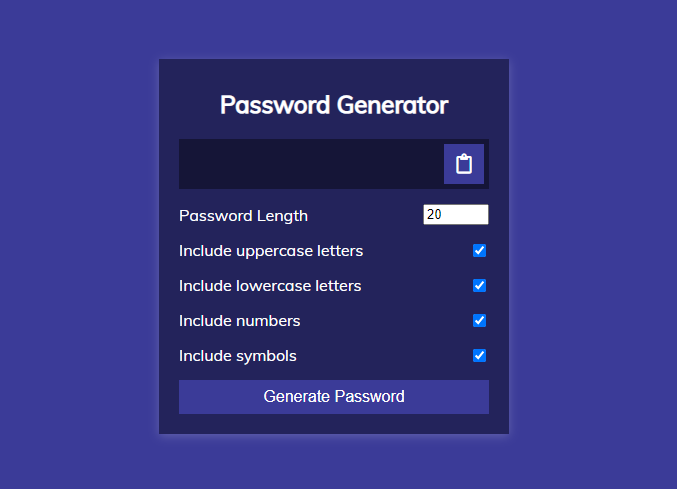 Password Generator
Password Length 20
Include uppercase letters
Include lowercase letters
Include numbers
Include symbols
Generate Password